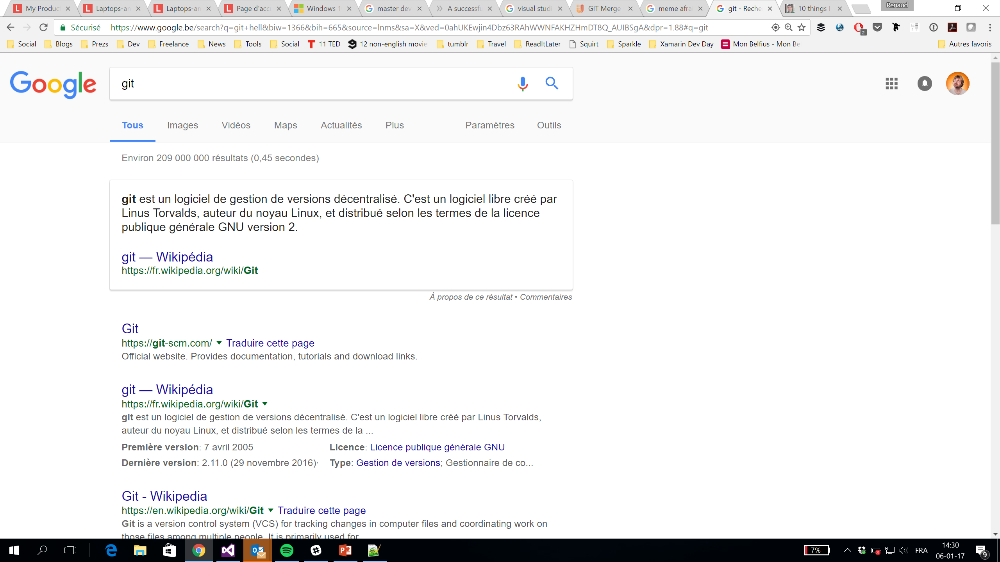 Renaud
My Produc
Laptops-an
Laptops-an
Page d'accu
Windows 1
master dev
A successfu
visual studi
GIT Merge
meme afrai
git - Reche
10 things I
Sécurisé
https://www.google.be/search?q=git+hell&biw=1366&bih=665&source=lnms&sa=X&ved=0ahUKEwjin4Dbz63RAhWWNFAKHZHmDT8Q_AUIBSgA&dpr=1.88#q=git
2
Social
Blogs
Prezs
Dev
Freelance
News
Tools
Social
11 TED
12 non-english movie
tumblr
Travel
ReadItLater
Squirt
Sparkle
Xamarin Dev Day
Mon Belfius - Mon Be
Autres favoris
Google
git
Tous
Images
Vidéos
Maps
Actualités
Plus
Paramètres
Outils
Environ 209 000 000 résultats (0,45 secondes)
git est un logiciel de gestion de versions décentralisé. C'est un logiciel libre créé par
Linus Torvalds, auteur du noyau Linux, et distribué selon les termes de la licence
publique générale GNU version 2.
git — Wikipédia
https://fr.wikipedia.org/wiki/Git
À propos de ce résultat • Commentaires
Git
https://git-scm.com/ Traduire cette page
Official website. Provides documentation, tutorials and download links.
git — Wikipédia
https://fr.wikipedia.org/wiki/Git
git est un logiciel de gestion de versions décentralisé. C'est un logiciel libre créé par Linus Torvalds,
auteur du noyau Linux, et distribué selon les termes de la ...
Première version: 7 avril 2005
Licence: Licence publique générale GNU
Dernière version: 2.11.0 (29 novembre 2016),
Type: Gestion de versions; Gestionnaire de co...
Git - Wikipedia
https://en.wikipedia.org/wiki/Git Traduire cette page
Git is a version control system (VCS) for tracking changes in computer files and coordinating work on
those files among multiple people. It is primarily used for
7%
FRA
14:30
06-01-17
9